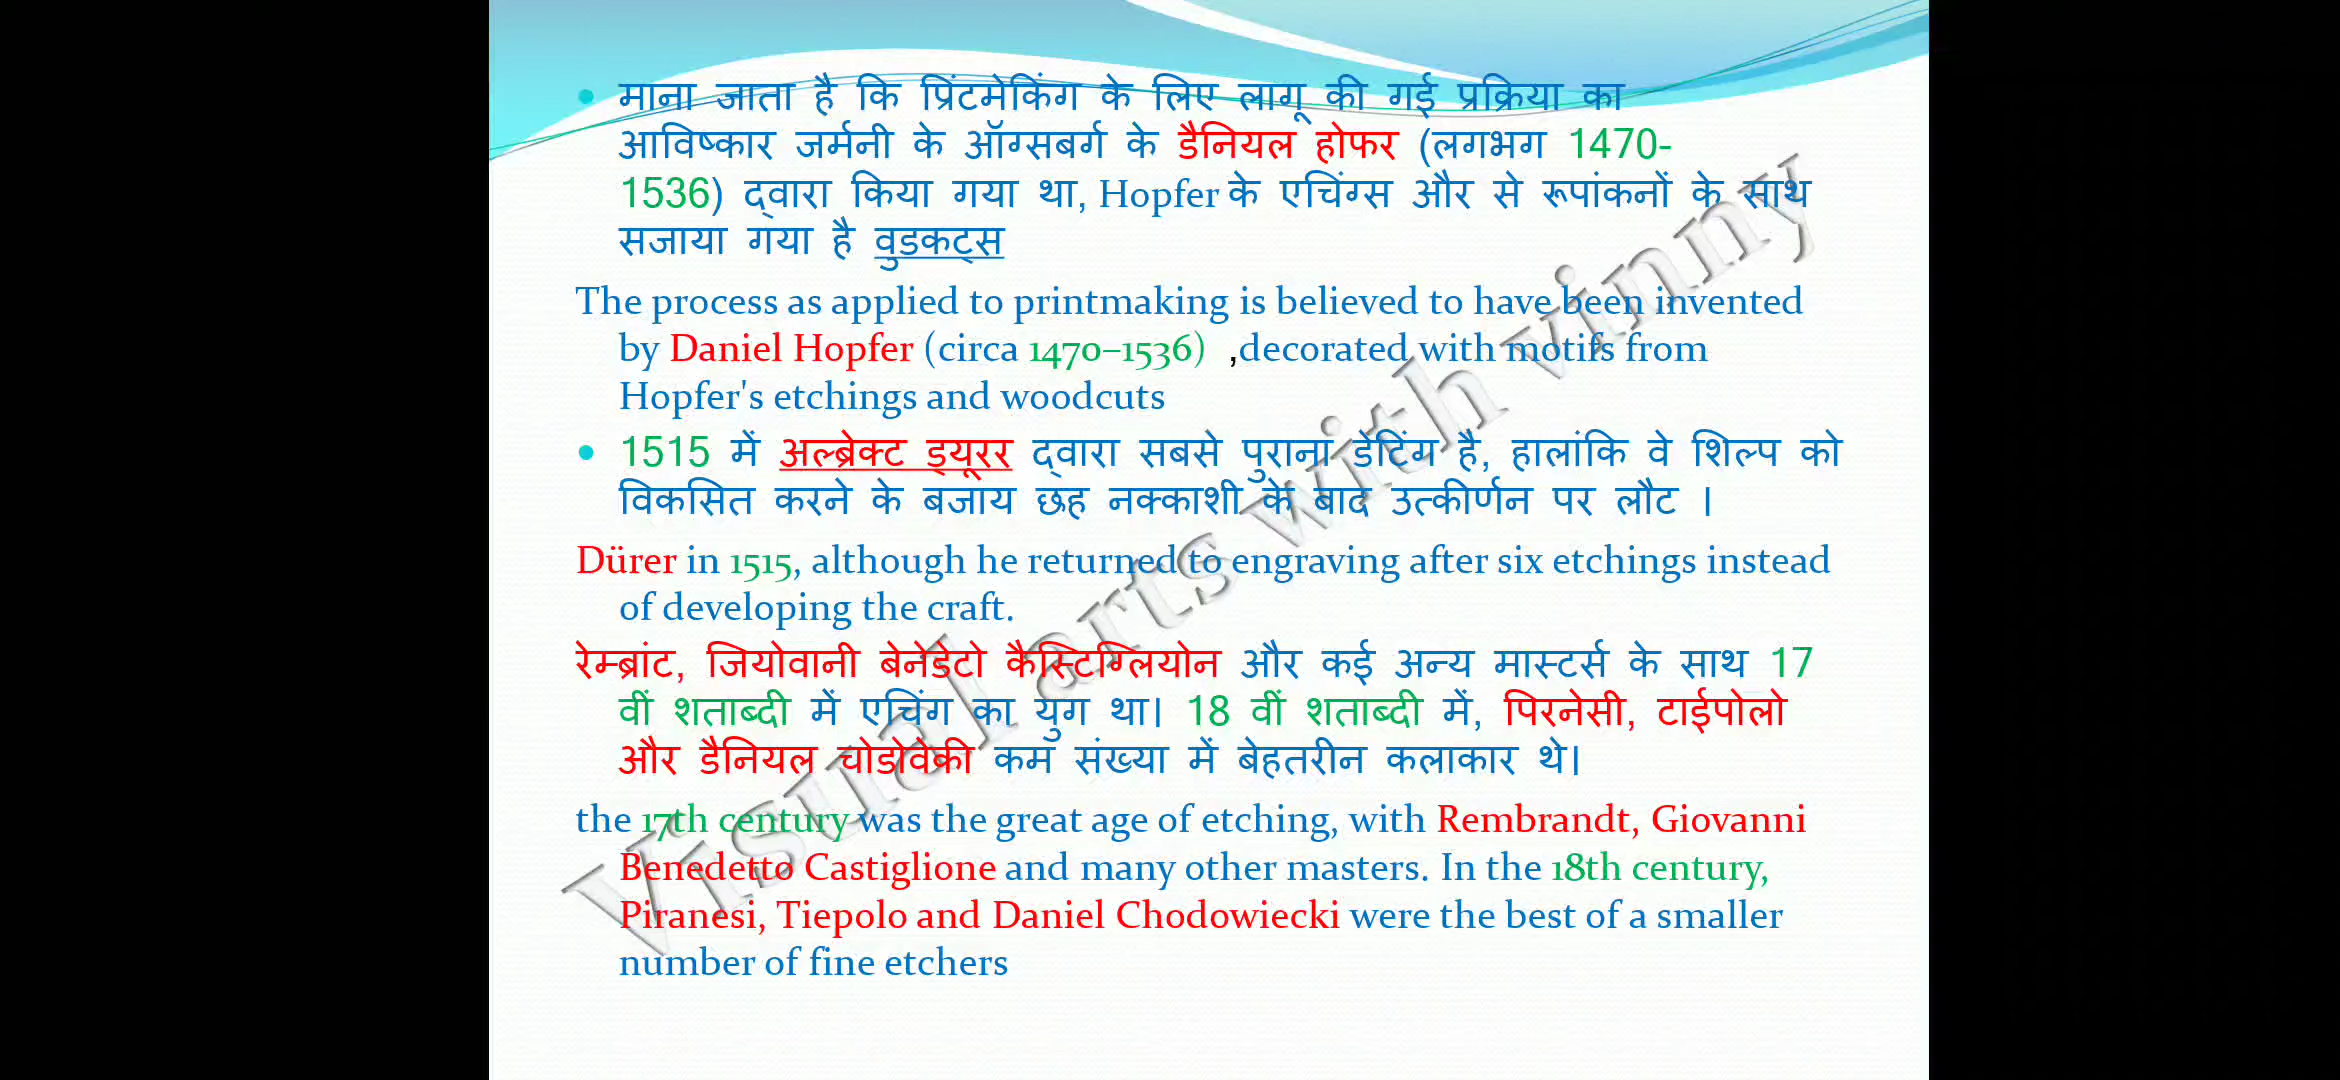 माना जाता है कि प्रिंटमेकिंग के लिए लागू की गई प्रक्रिया का
आविष्कार जर्मनी के ऑग्सबर्ग के डैनियल होफर (लगभग 1470-
1536) द्वारा किया गया था, Hopfer के एचिंग्स और से रूपांकनों के साथ
सजाया गया है वुडकट्स
The process as applied to printmaking is believed to have been invented
by Daniel Hopfer (circa 1470–1536) ,decorated with motifs from
Hopfer's etchings and woodcuts
1515 में अल्ब्रेक्ट ड्यूरर द्वारा सबसे पुराना डेटिंग है, हालांकि वे शिल्प को
विकसित करने के बजाय छह नक्काशी के बाद उत्कीर्णन पर लौट ।
Dürer in 1515, although he returned to engraving after six etchings instead
of developing the craft.
रेम्ब्रांट, जियोवानी बेनेडेटो कैस्टिग्लियोन और कई अन्य मास्टर्स के साथ 17
वीं शताब्दी में एचिंग का युग था। 18 वीं शताब्दी में, पिरनेसी, टाईपोलो
और डैनियल चोडोवेकी कम संख्या में बेहतरीन कलाकार थे।
the 17th century was the great age of etching, with Rembrandt, Giovanni
Benedetto Castiglione and many other masters. In the 18th century,
Piranesi, Tiepolo and Daniel Chodowiecki were the best of a smaller
number of fine etchers
Visual arts with vinny